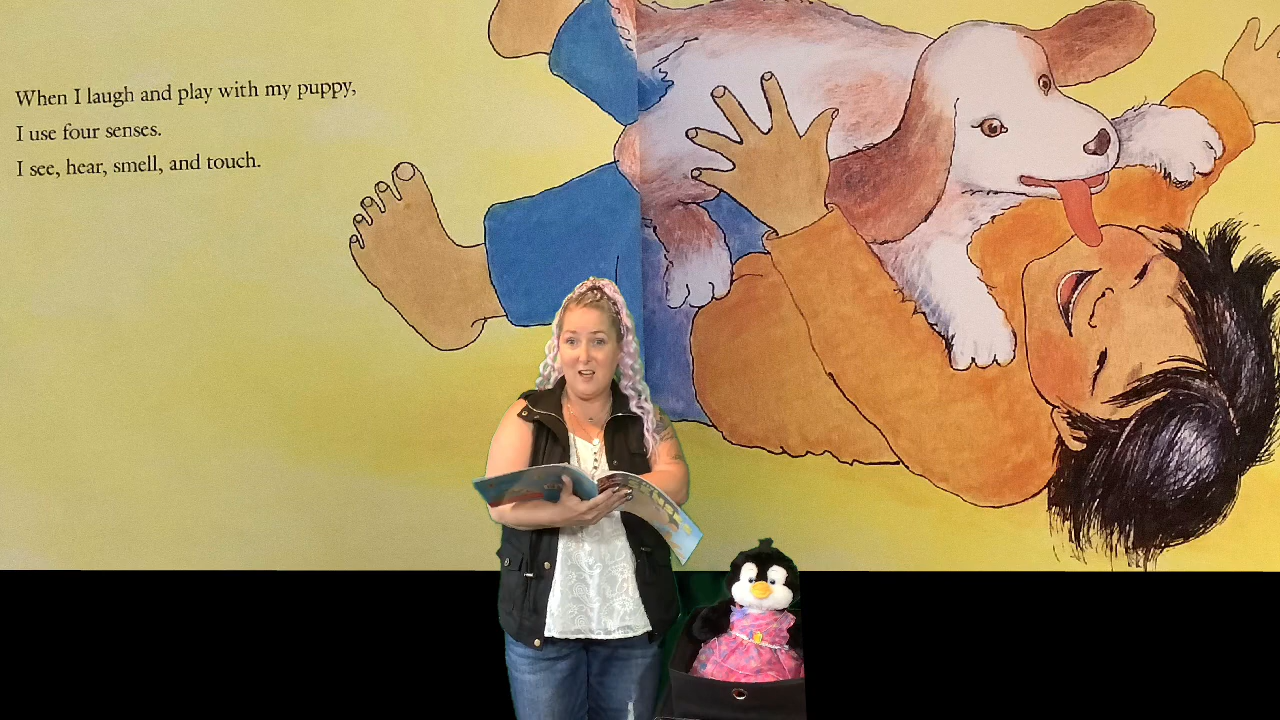 When I laugh and play with my puppy,
I use four senses.
I see, hear, smell, and touch.